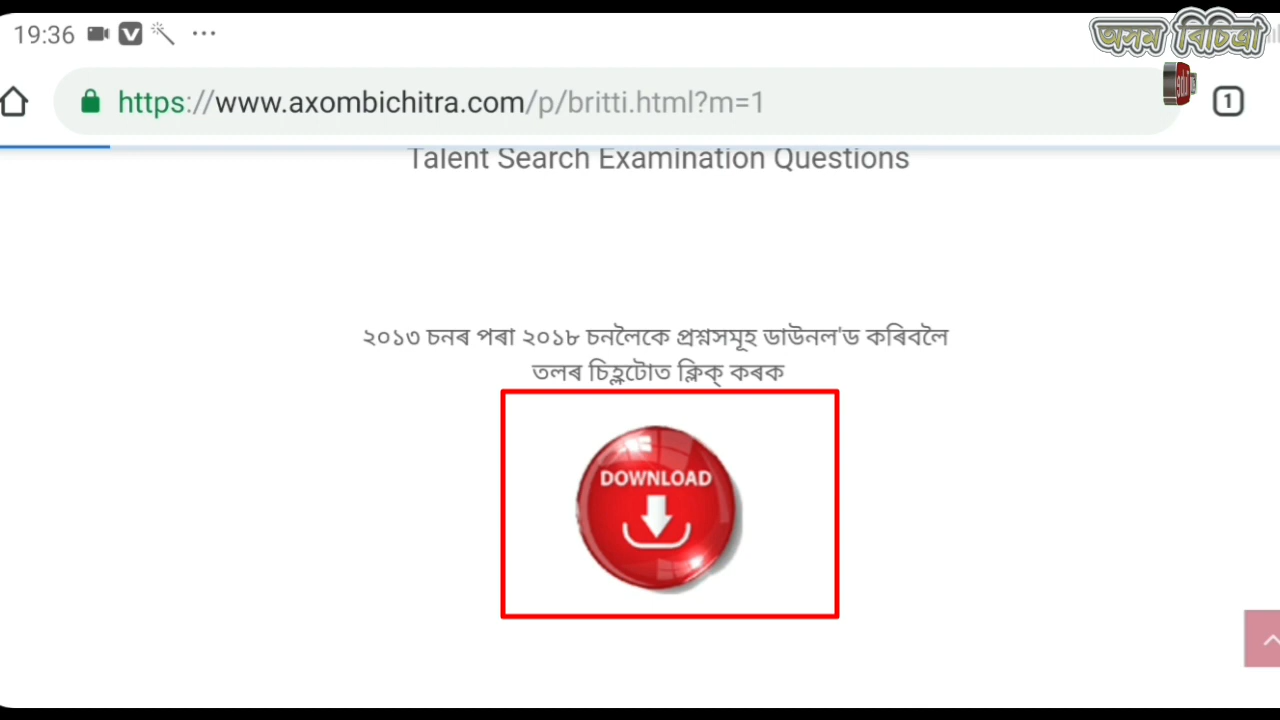 19:36
অসম বিচিত্ৰা
https://www.axombichitra.com/p/britti.html?m=1
1
Talent Search Examination Questions
২০১৩ চনৰ পৰা ২০১৮ চনলৈকে প্ৰশ্নসমূহ ডাউনল'ড কৰিবলৈ
তলৰ চিহ্নটোত ক্লিক্ কৰক
DOWNLOAD